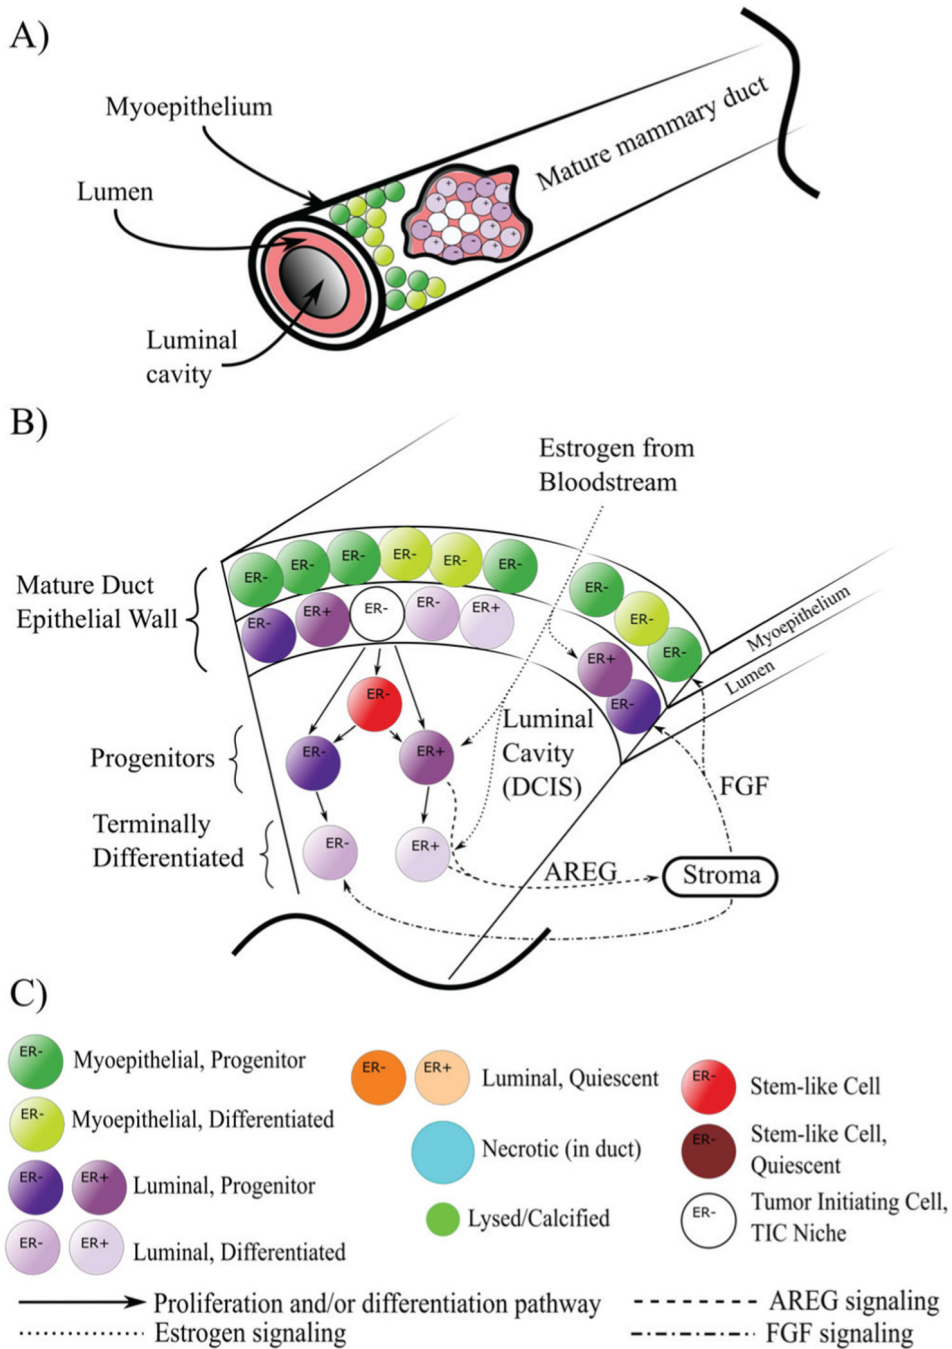 A)
Myoepithelium
Lumen
Luminal
cavity
Mature mammary duct
+ - - +
+ + -
- + +
+ - +
-
B)
Estrogen from
Bloodstream
Mature Duct
Epithelial Wall
ER- ER- ER- ER- ER- ER- ER-
ER- ER-
ER- ER+ ER- ER- ER+ ER+
ER-
Myoepithelium
Lumen
ER-
Luminal
Cavity
(DCIS)
Progenitors
ER- ER+
FGF
Terminally
Differentiated
ER- ER+
AREG
Stroma
C)
ER- Myoepithelial, Progenitor
ER- Myoepithelial, Differentiated
ER- ER+ Luminal, Progenitor
ER- ER+ Luminal, Differentiated
ER- ER+ Luminal, Quiescent
Necrotic (in duct)
Lysed/Calcified
ER- Stem-like Cell
ER- Stem-like Cell,
Quiescent
ER- Tumor Initiating Cell,
TIC Niche
Proliferation and/or differentiation pathway
Estrogen signaling
AREG signaling
FGF signaling